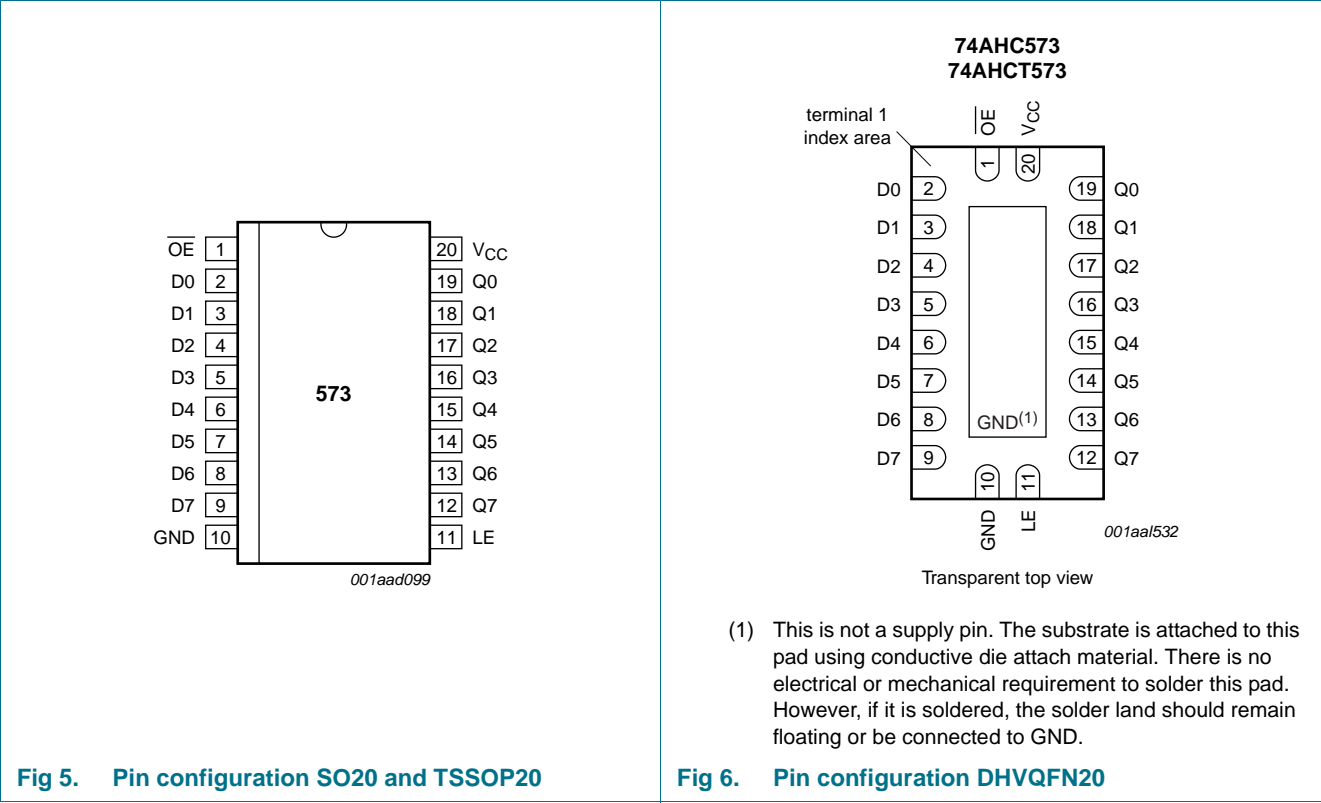 OE 1
D0 2
D1 3
D2 4
D3 5
D4 6
D5 7
D6 8
D7 9
GND 10
573
20 VCC
19 Q0
18 Q1
17 Q2
16 Q3
15 Q4
14 Q5
13 Q6
12 Q7
11 LE
001aad099
Fig 5. Pin configuration SO20 and TSSOP20
74AHC573
74AHCT573
terminal 1
index area
OE
VCC
1
20
D0 2
D1 3
D2 4
D3 5
D4 6
D5 7
D6 8
D7 9
GND(1)
19 Q0
18 Q1
17 Q2
16 Q3
15 Q4
14 Q5
13 Q6
12 Q7
10
11
GND
LE
001aal532
Transparent top view
(1) This is not a supply pin. The substrate is attached to this
pad using conductive die attach material. There is no
electrical or mechanical requirement to solder this pad.
However, if it is soldered, the solder land should remain
floating or be connected to GND.
Fig 6. Pin configuration DHVQFN20